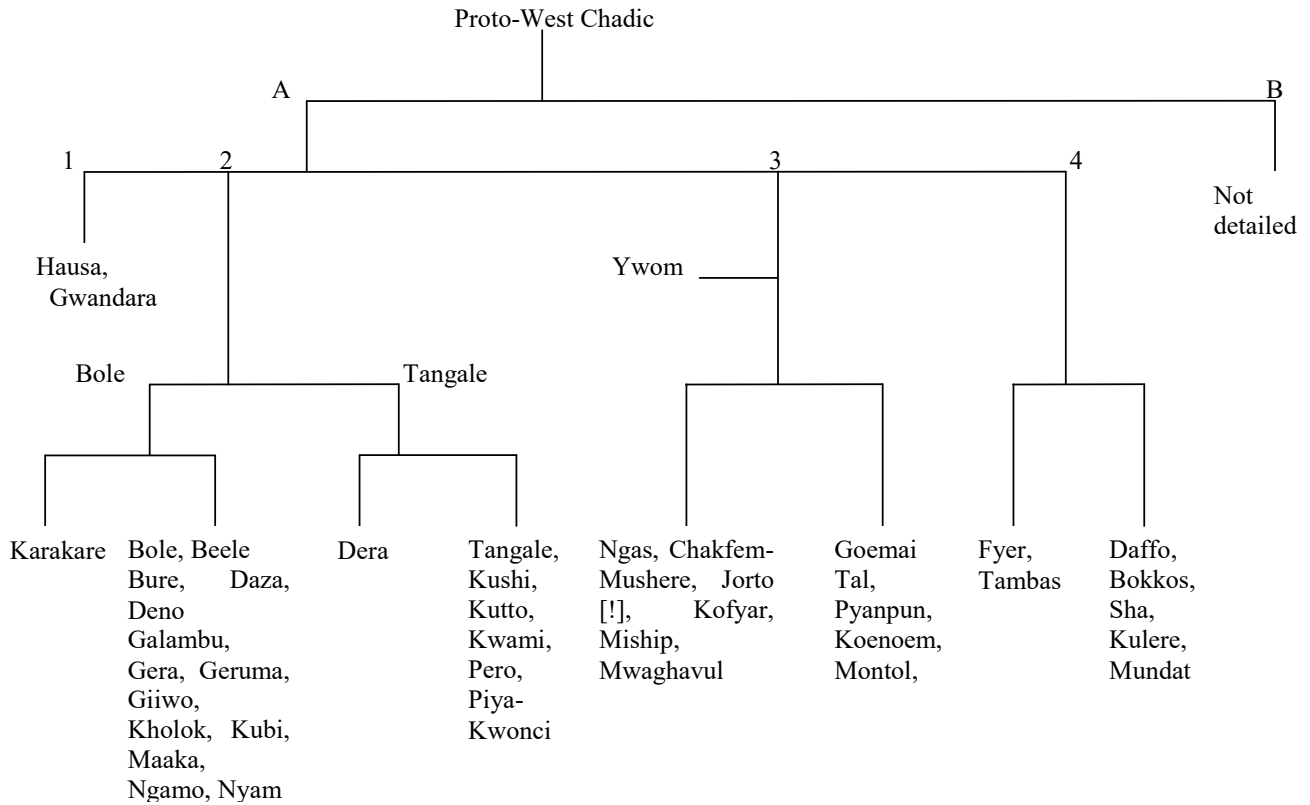 Proto-West Chadic
A
B
1
2
3
4
Not
detailed
Hausa,
Gwandara
Ywom
Bole
Tangale
Karakare
Bole, Beele
Bure, Daza,
Deno
Galambu,
Gera, Geruma,
Giiwo,
Kholok, Kubi,
Maaka,
Ngamo, Nyam
Dera
Tangale,
Kushi,
Kutto,
Kwami,
Pero,
Piya-
Kwonci
Ngas, Chakfem-
Mushere, Jorto
[!], Kofyar,
Miship,
Mwaghavul
Goemai
Tal,
Pyanpun,
Koenoem,
Montol,
Fyer,
Tambas
Daffo,
Bokkos,
Sha,
Kulere,
Mundat